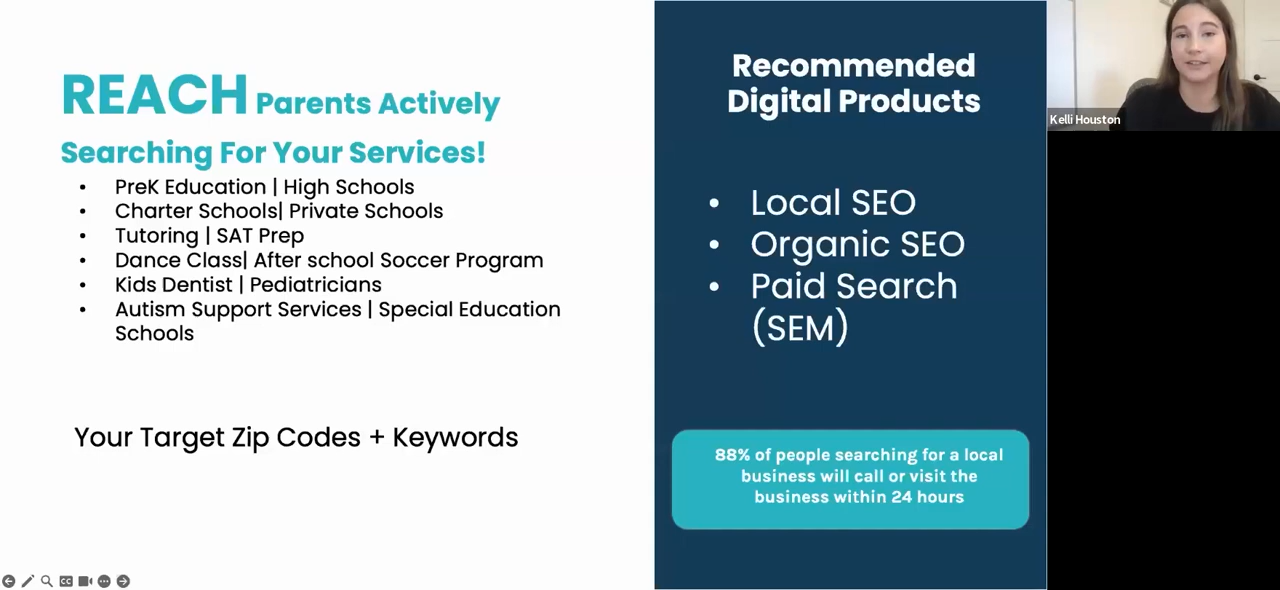 REACH Parents Actively
Searching For Your Services!
• PreK Education | High Schools
• Charter Schools| Private Schools
• Tutoring | SAT Prep
• Dance Class| After school Soccer Program
• Kids Dentist | Pediatricians
• Autism Support Services | Special Education
Schools
Your Target Zip Codes + Keywords
Recommended
Digital Products
• Local SEO
• Organic SEO
• Paid Search
(SEM)
88% of people searching for a local
business will call or visit the
business within 24 hours
Kelli Houston
CC